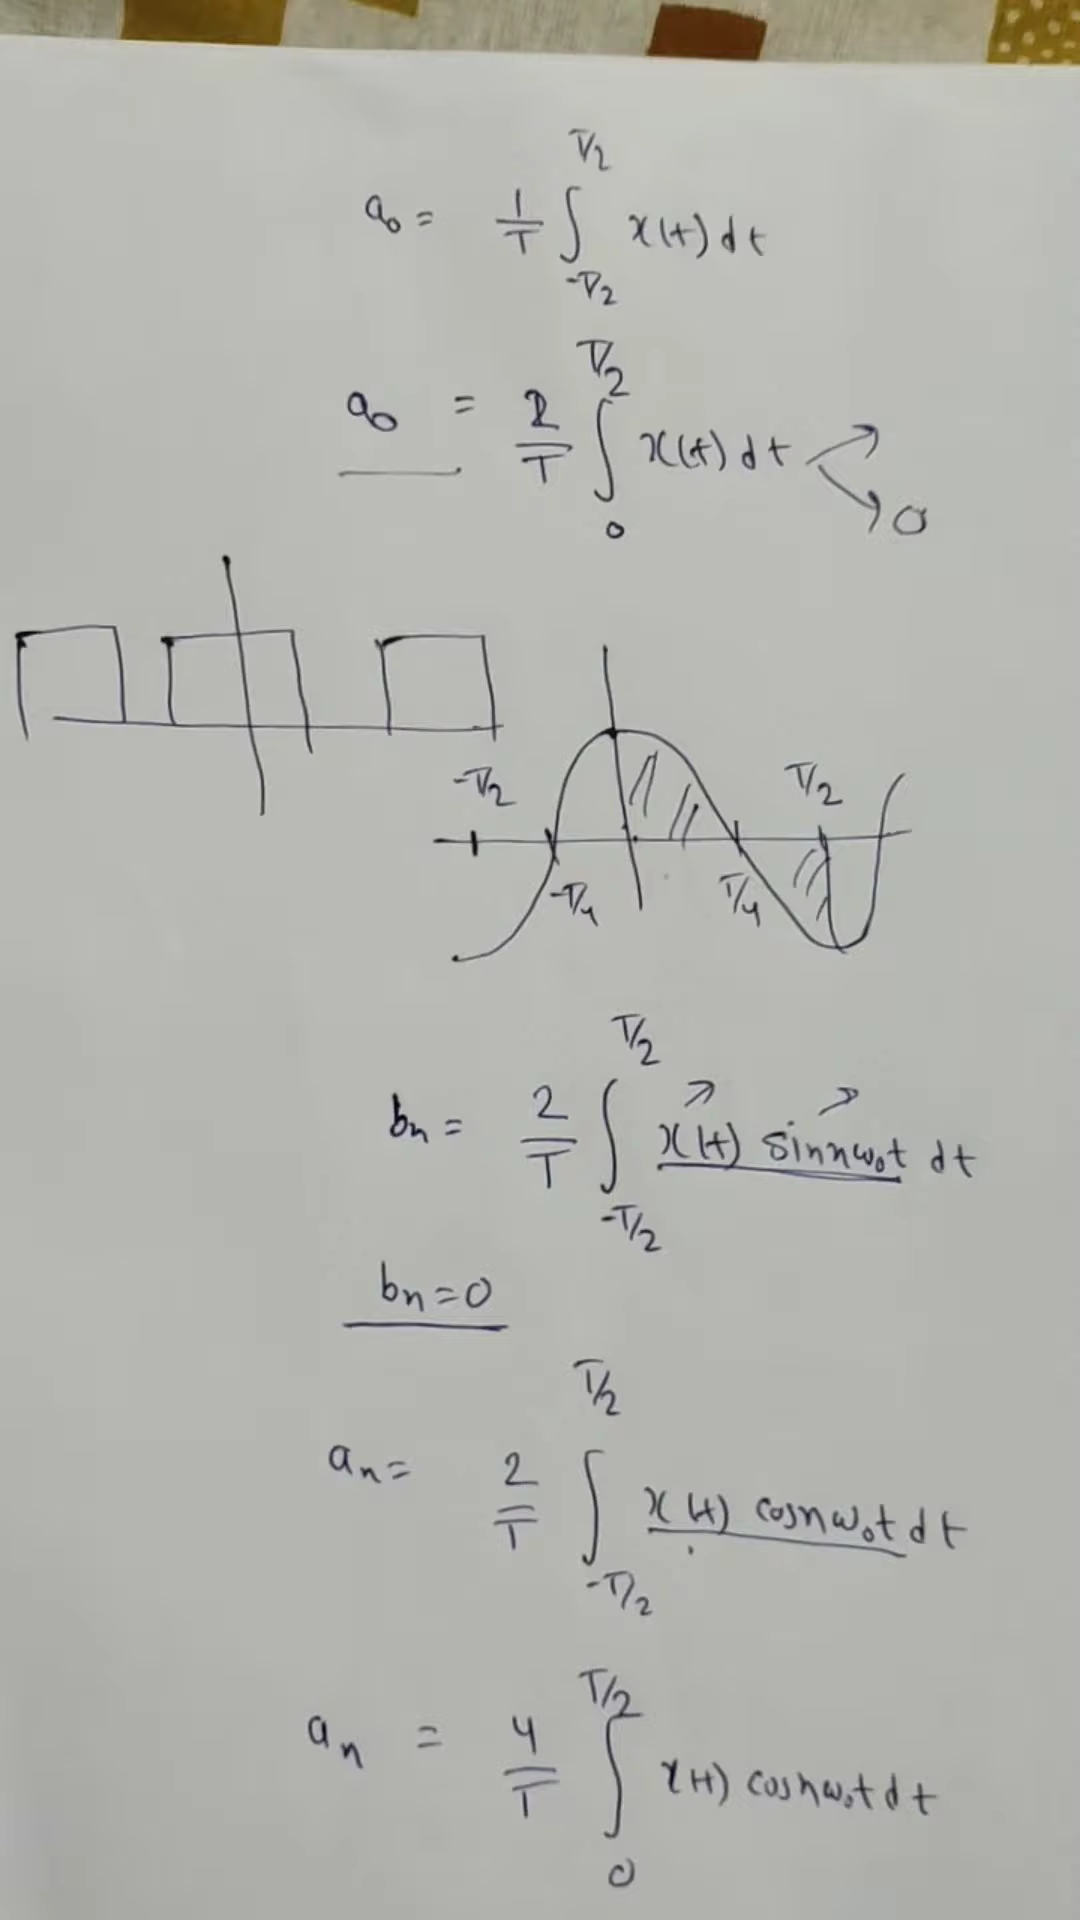 a₀ = 1/T ∫_{-T/2}^{T/2} x(t) dt
a₀ = 2/T ∫_{0}^{T/2} x(t) dt
0
-T/2 T/2
-T/4 T/4
bn = 2/T ∫_{-T/2}^{T/2} x(t) sin nω₀t dt
bn = 0
an = 2/T ∫_{-T/2}^{T/2} x(t) cos nω₀t dt
an = 4/T ∫_{0}^{T/2} x(t) cos nω₀t dt